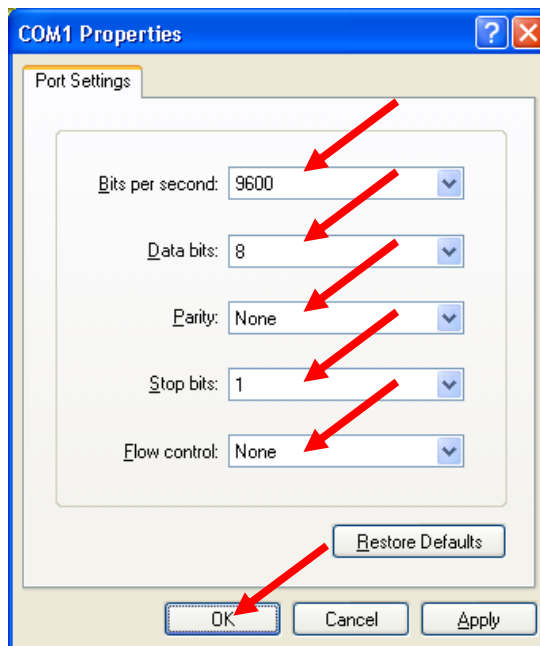 COM1 Properties
Port Settings
Bits per second: 9600
Data bits: 8
Parity: None
Stop bits: 1
Flow control: None
Restore Defaults
OK Cancel Apply